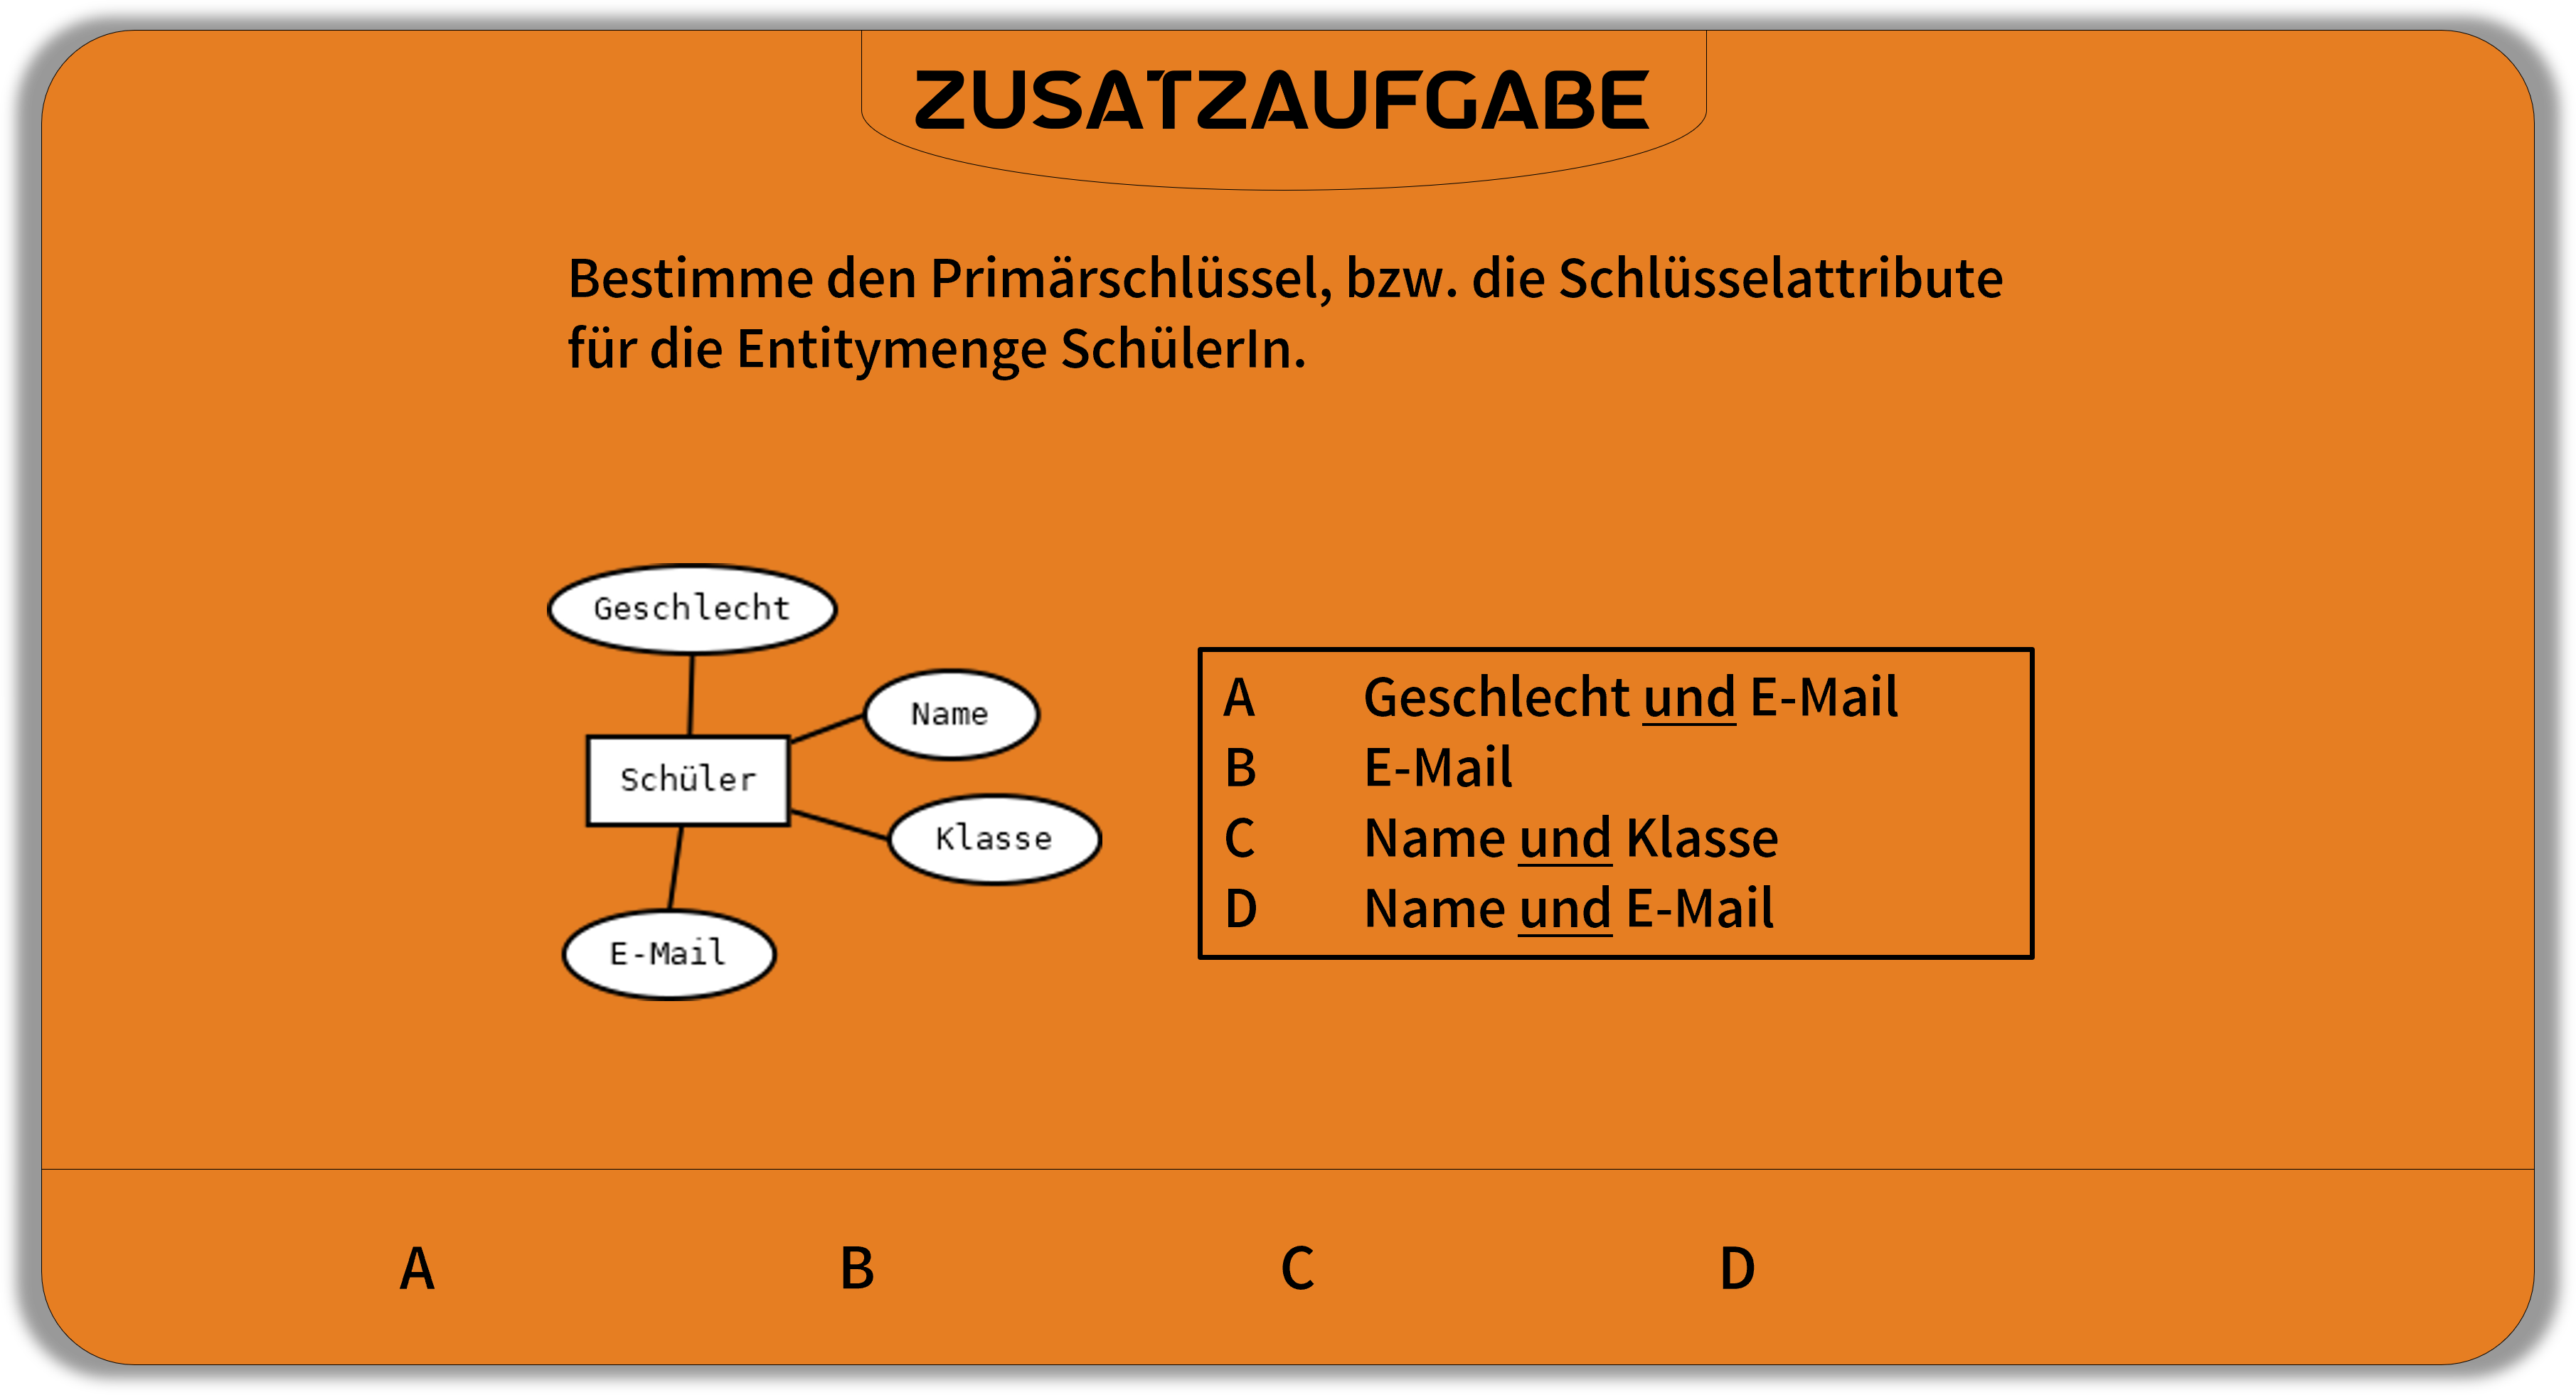 ZUSATZAUFGABE
Bestimme den Primärschlüssel, bzw. die Schlüsselattribute
für die Entitymenge SchülerIn.
Geschlecht
Name
Schüler
Klasse
E-Mail
A Geschlecht und E-Mail
B E-Mail
C Name und Klasse
D Name und E-Mail
A B C D